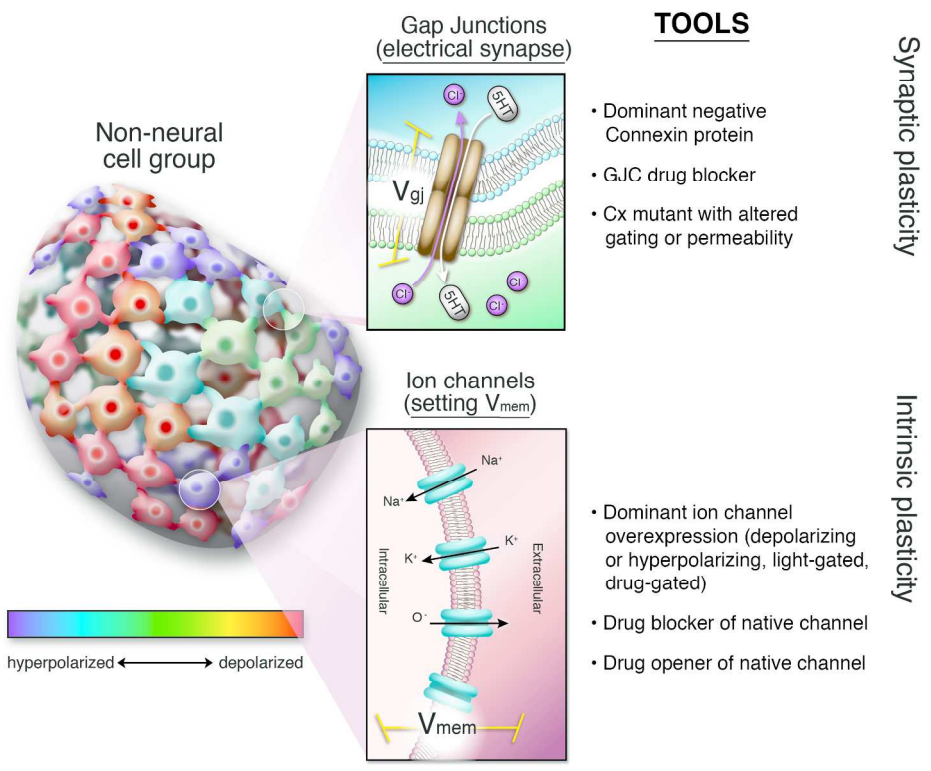 Gap Junctions
(electrical synapse)
TOOLS
Synaptic plasticity
Non-neural
cell group
Cl-
5HT
Vgj
Cl-
5HT
Cl-
Cl-
• Dominant negative
Connexin protein
• GJC drug blocker
• Cx mutant with altered
gating or permeability
Ion channels
(setting Vmem)
Intrinsic plasticity
Na+
Na+
K+
K+
Intracellular
Extracellular
O-
Vmem
• Dominant ion channel
overexpression (depolarizing
or hyperpolarizing, light-gated,
drug-gated)
• Drug blocker of native channel
• Drug opener of native channel
hyperpolarized
depolarized